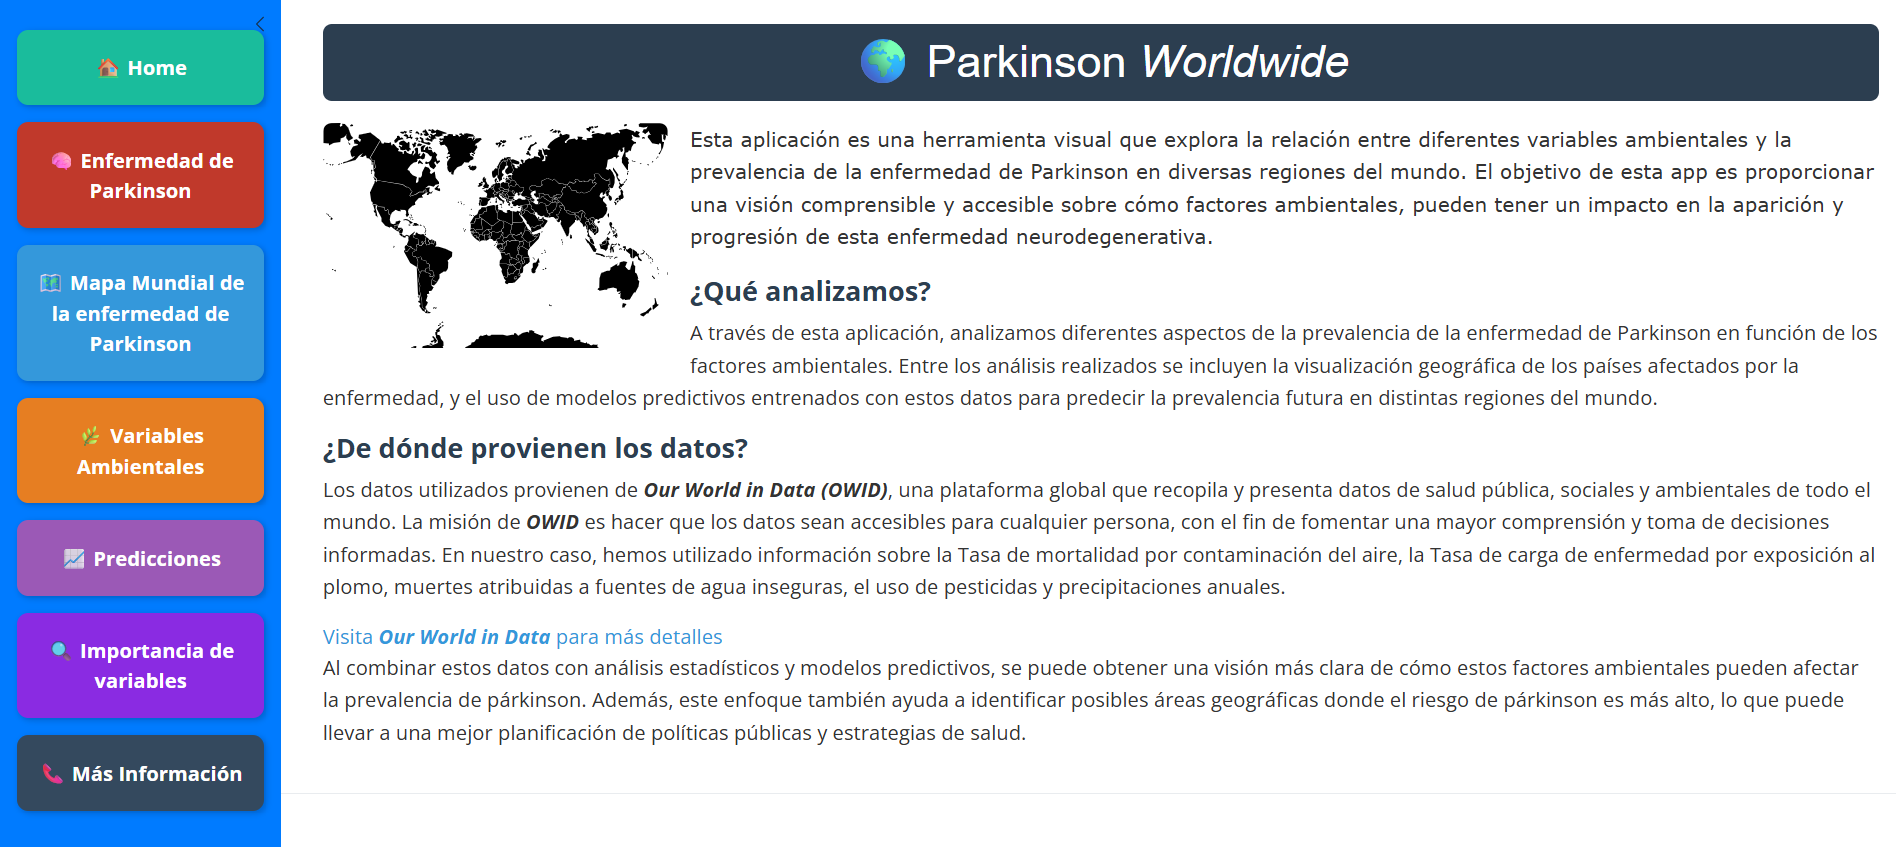 Home
Enfermedad de
Parkinson
Mapa Mundial de
la enfermedad de
Parkinson
Variables
Ambientales
Predicciones
Importancia de
variables
Más Información
Parkinson Worldwide
Esta aplicación es una herramienta visual que explora la relación entre diferentes variables ambientales y la
prevalencia de la enfermedad de Parkinson en diversas regiones del mundo. El objetivo de esta app es proporcionar
una visión comprensible y accesible sobre cómo factores ambientales, pueden tener un impacto en la aparición y
progresión de esta enfermedad neurodegenerativa.
¿Qué analizamos?
A través de esta aplicación, analizamos diferentes aspectos de la prevalencia de la enfermedad de Parkinson en función de los
factores ambientales. Entre los análisis realizados se incluyen la visualización geográfica de los países afectados por la
enfermedad, y el uso de modelos predictivos entrenados con estos datos para predecir la prevalencia futura en distintas regiones del mundo.
¿De dónde provienen los datos?
Los datos utilizados provienen de Our World in Data (OWID), una plataforma global que recopila y presenta datos de salud pública, sociales y ambientales de todo el
mundo. La misión de OWID es hacer que los datos sean accesibles para cualquier persona, con el fin de fomentar una mayor comprensión y toma de decisiones
informadas. En nuestro caso, hemos utilizado información sobre la Tasa de mortalidad por contaminación del aire, la Tasa de carga de enfermedad por exposición al
plomo, muertes atribuidas a fuentes de agua inseguras, el uso de pesticidas y precipitaciones anuales.
Visita Our World in Data para más detalles
Al combinar estos datos con análisis estadísticos y modelos predictivos, se puede obtener una visión más clara de cómo estos factores ambientales pueden afectar
la prevalencia de párkinson. Además, este enfoque también ayuda a identificar posibles áreas geográficas donde el riesgo de párkinson es más alto, lo que puede
llevar a una mejor planificación de políticas públicas y estrategias de salud.